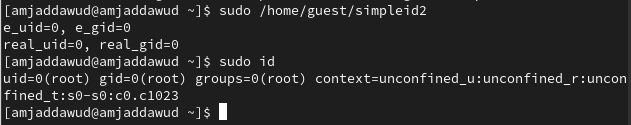 [amjaddawud@amjaddawud ~]$ sudo /home/guest/simpleid2
e_uid=0, e_gid=0
real_uid=0, real_gid=0
[amjaddawud@amjaddawud ~]$ sudo id
uid=0(root) gid=0(root) groups=0(root) context=unconfined_u:unconfined_r:uncon
fined_t:s0-s0:c0.c1023
[amjaddawud@amjaddawud ~]$